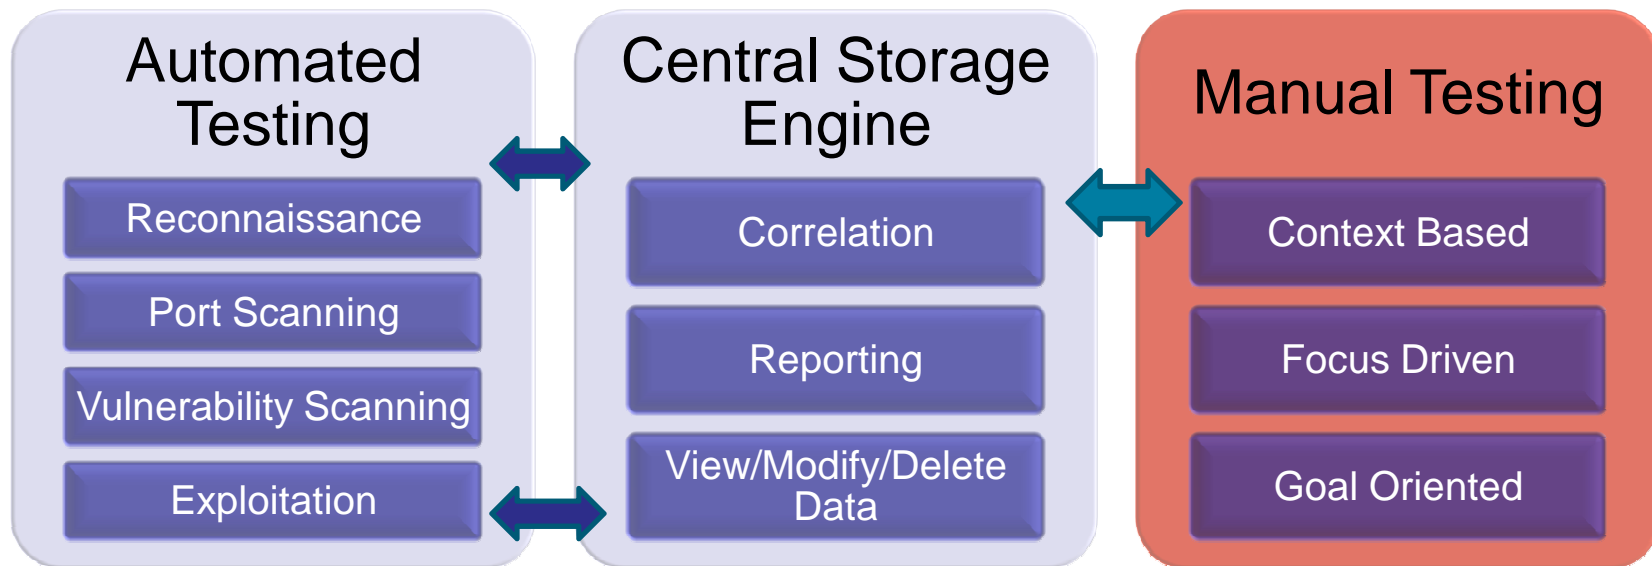 Automated
Testing
Reconnaissance
Port Scanning
Vulnerability Scanning
Exploitation
Central Storage
Engine
Correlation
Reporting
View/Modify/Delete
Data
Manual Testing
Context Based
Focus Driven
Goal Oriented